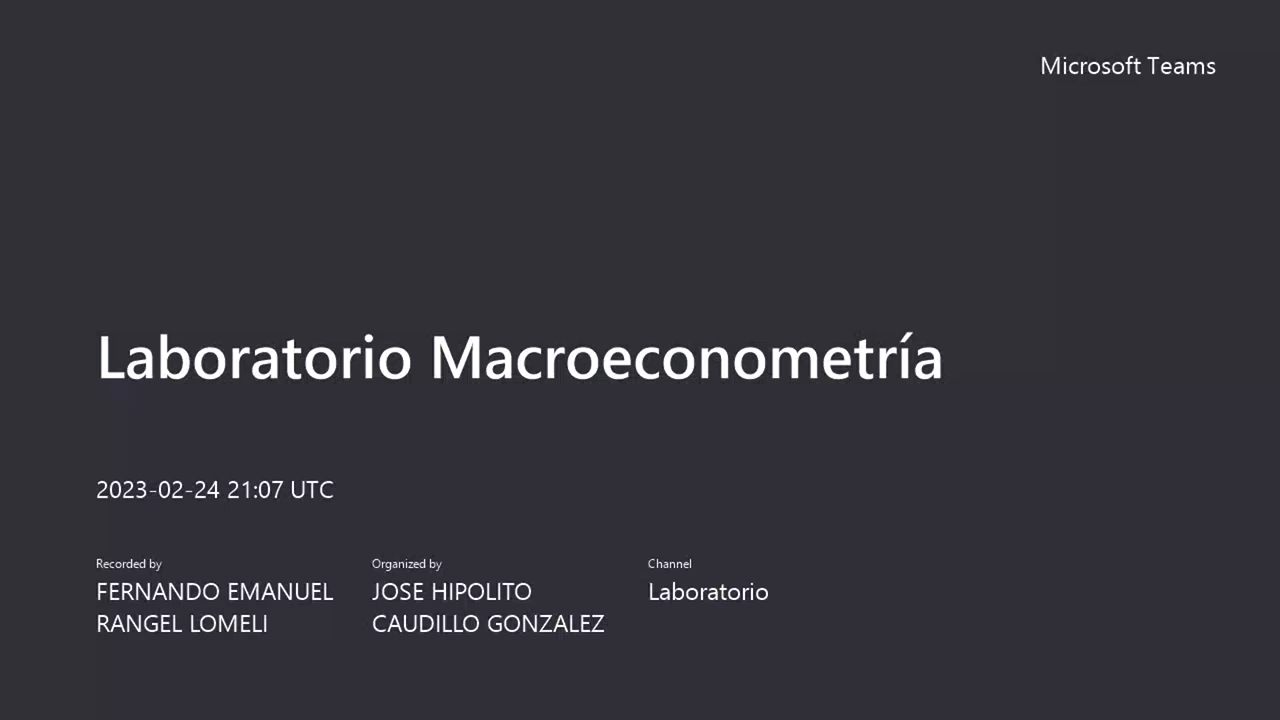 Microsoft Teams
Laboratorio Macroeconometría
2023-02-24 21:07 UTC
Recorded by
FERNANDO EMANUEL
RANGEL LOMELI
Organized by
JOSE HIPOLITO
CAUDILLO GONZALEZ
Channel
Laboratorio